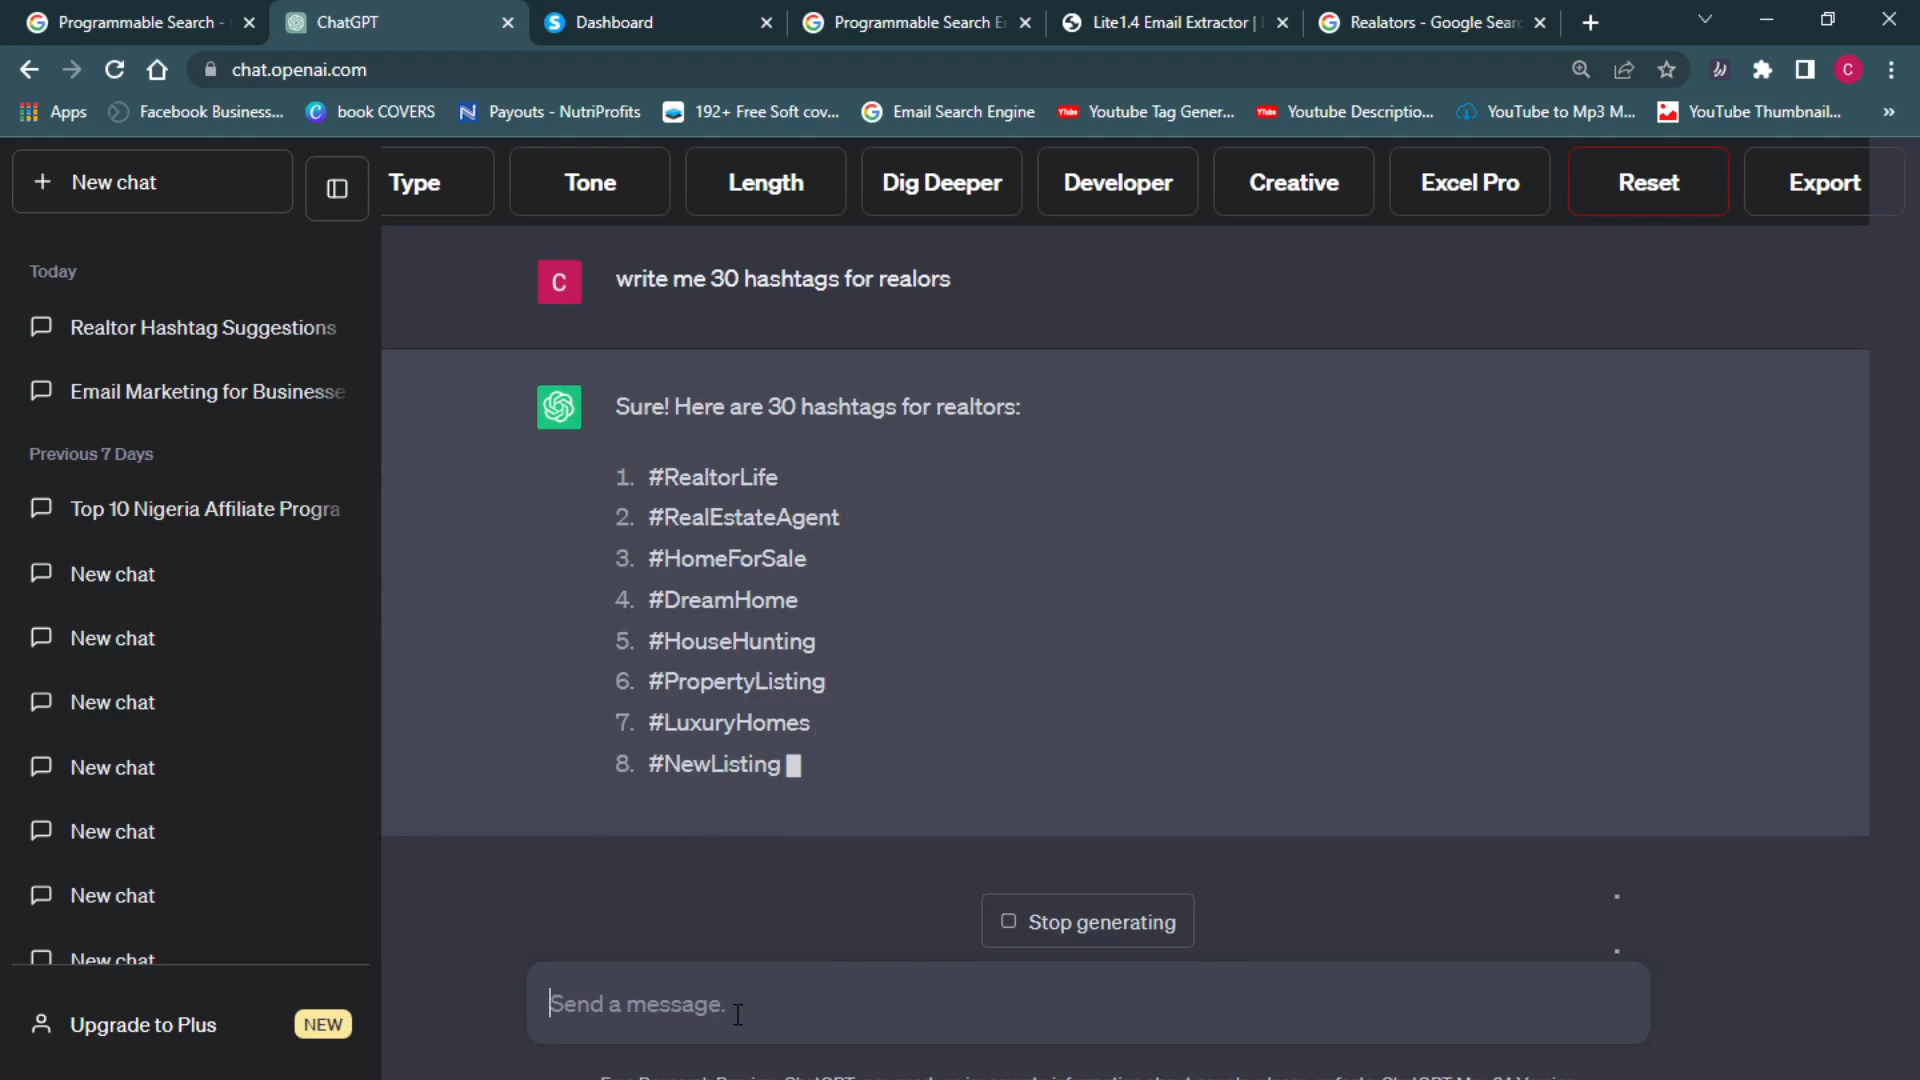 Programmable Search -
ChatGPT
Dashboard
Programmable Search E
Lite1.4 Email Extractor |
Realators - Google Sear
chat.openai.com
C
Apps
Facebook Business...
book COVERS
Payouts - NutriProfits
192+ Free Soft cov...
Email Search Engine
Youtube Tag Gener...
Youtube Descriptio...
YouTube to Mp3 M...
YouTube Thumbnail...
»
New chat
Type
Tone
Length
Dig Deeper
Developer
Creative
Excel Pro
Reset
Export
Today
Realtor Hashtag Suggestions
Email Marketing for Businesse
Previous 7 Days
Top 10 Nigeria Affiliate Progra
New chat
New chat
New chat
New chat
New chat
New chat
New chat
Upgrade to Plus
NEW
C
write me 30 hashtags for realors
Sure! Here are 30 hashtags for realtors:
1. #RealtorLife
2. #RealEstateAgent
3. #HomeForSale
4. #DreamHome
5. #HouseHunting
6. #PropertyListing
7. #LuxuryHomes
8. #NewListing
Stop generating
Send a message.